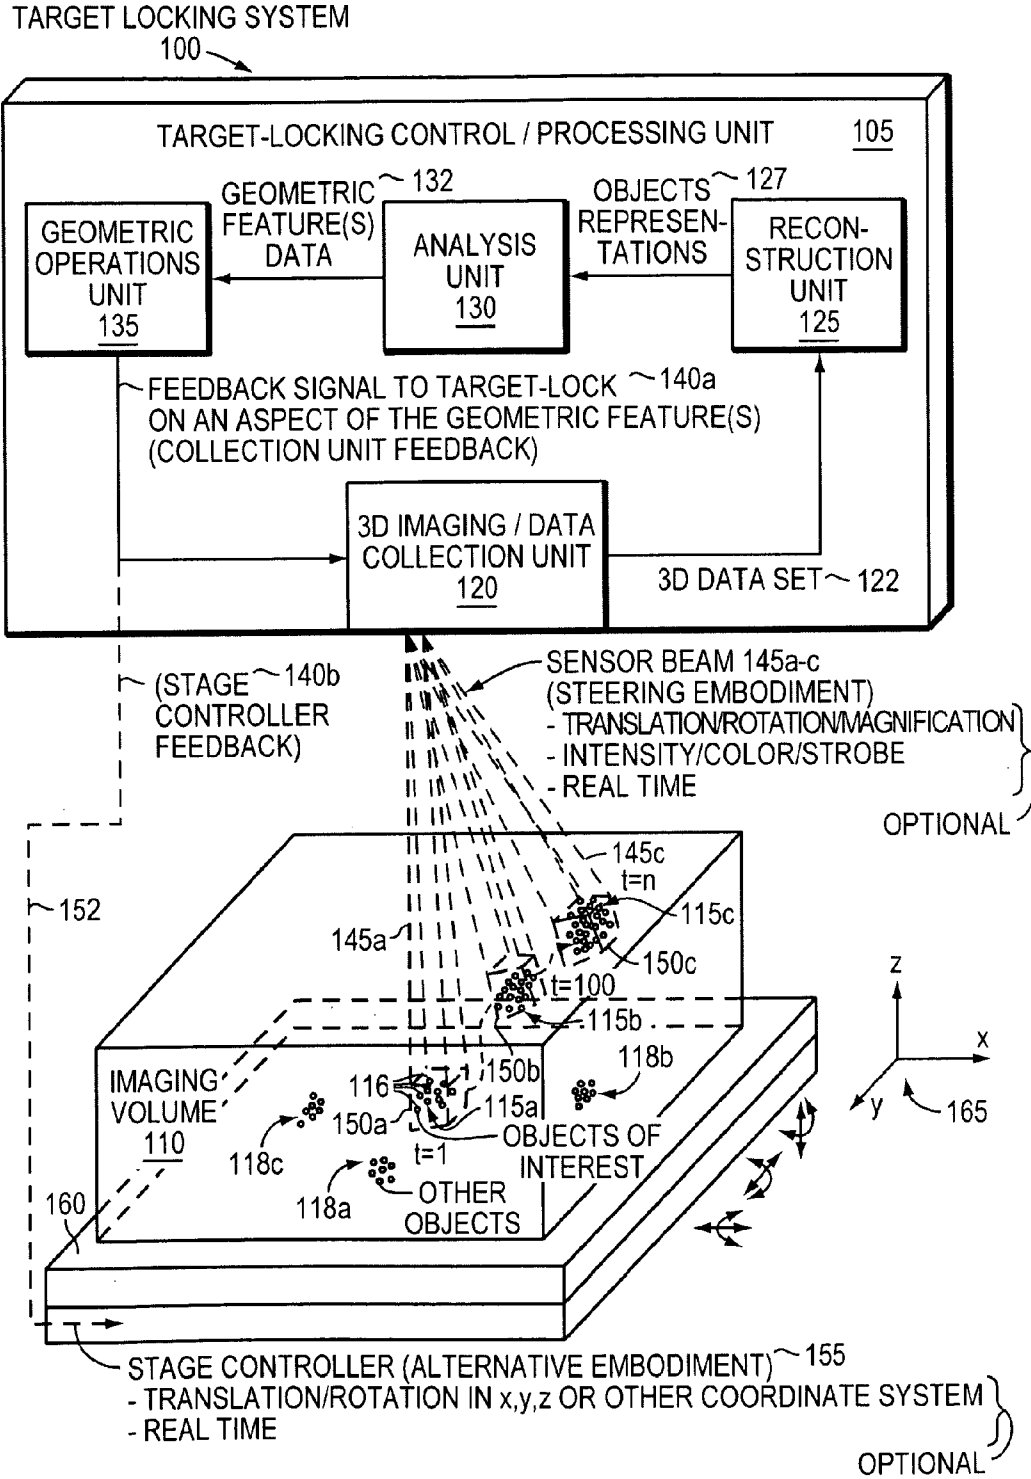 TARGET LOCKING SYSTEM
100
TARGET-LOCKING CONTROL / PROCESSING UNIT
105
GEOMETRIC
OPERATIONS
UNIT
135
GEOMETRIC
FEATURE(S)
DATA
132
ANALYSIS
UNIT
130
OBJECTS
REPRESEN-
TATIONS
127
RECON-
STRUCTION
UNIT
125
FEEDBACK SIGNAL TO TARGET-LOCK
140a
ON AN ASPECT OF THE GEOMETRIC FEATURE(S)
(COLLECTION UNIT FEEDBACK)
3D IMAGING / DATA
COLLECTION UNIT
120
3D DATA SET
122
(STAGE
CONTROLLER
FEEDBACK)
140b
SENSOR BEAM 145a-c
(STEERING EMBODIMENT)
- TRANSLATION/ROTATION/MAGNIFICATION
- INTENSITY/COLOR/STROBE
- REAL TIME
OPTIONAL
145c
t=n
115c
150c
152
145a
t=100
115b
150b
118b
z
x
y
165
IMAGING
VOLUME
110
116
150a
115a
118c
t=1
OBJECTS OF
INTEREST
118a
OTHER
OBJECTS
160
STAGE CONTROLLER (ALTERNATIVE EMBODIMENT)
155
- TRANSLATION/ROTATION IN x,y,z OR OTHER COORDINATE SYSTEM
- REAL TIME
OPTIONAL